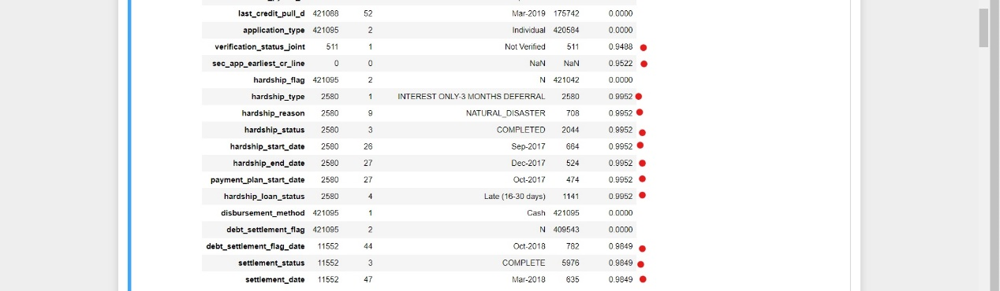 last_credit_pull_d 421088 52 Mar-2019 175742 0.0000
application_type 421095 2 Individual 420584 0.0000
verification_status_joint 511 1 Not Verified 511 0.9488
sec_app_earliest_cr_line 0 0 NaN NaN 0.9522
hardship_flag 421095 2 N 421042 0.0000
hardship_type 2580 1 INTEREST ONLY-3 MONTHS DEFERRAL 2580 0.9952
hardship_reason 2580 9 NATURAL_DISASTER 708 0.9952
hardship_status 2580 3 COMPLETED 2044 0.9952
hardship_start_date 2580 26 Sep-2017 664 0.9952
hardship_end_date 2580 27 Dec-2017 524 0.9952
payment_plan_start_date 2580 27 Oct-2017 474 0.9952
hardship_loan_status 2580 4 Late (16-30 days) 1141 0.9952
disbursement_method 421095 1 Cash 421095 0.0000
debt_settlement_flag 421095 2 N 409543 0.0000
debt_settlement_flag_date 11552 44 Oct-2018 782 0.9849
settlement_status 11552 3 COMPLETE 5976 0.9849
settlement_date 11552 47 Mar-2018 635 0.9849